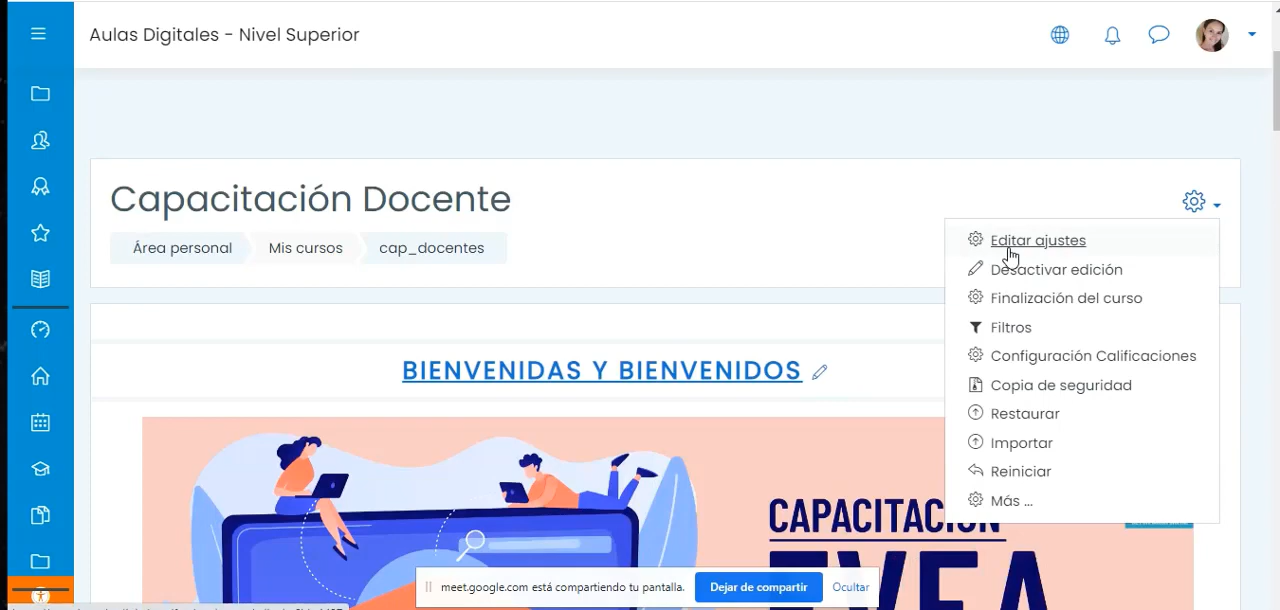 Aulas Digitales - Nivel Superior
Capacitación Docente
Área personal
Mis cursos
cap_docentes
Editar ajustes
Desactivar edición
Finalización del curso
Filtros
Configuración Calificaciones
Copia de seguridad
Restaurar
Importar
Reiniciar
Más ...
BIENVENIDAS Y BIENVENIDOS
CAPACITACIÓN
EVEA
meet.google.com está compartiendo tu pantalla.
Dejar de compartir
Ocultar